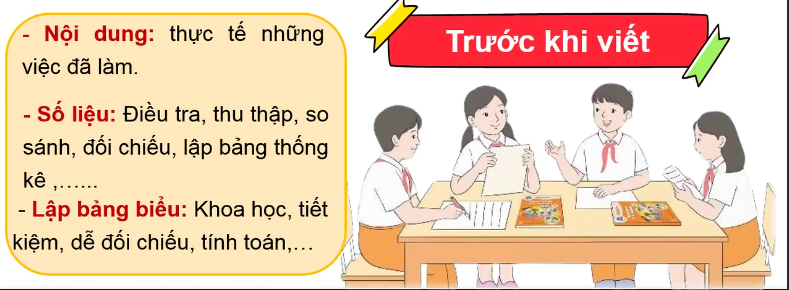 - Nội dung: thực tế những
việc đã làm.
- Số liệu: Điều tra, thu thập, so
sánh, đối chiếu, lập bảng thống
kê ,…...
- Lập bảng biểu: Khoa học, tiết
kiệm, dễ đối chiếu, tính toán,…
Trước khi viết